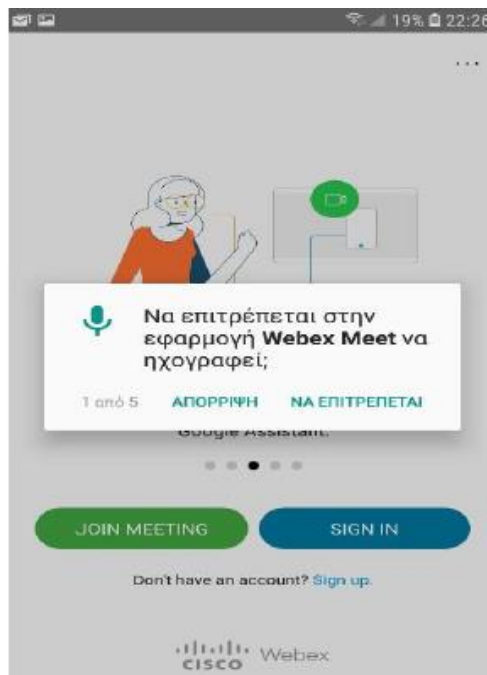 19% 22:26
...
Να επιτρέπεται στην
εφαρμογή Webex Meet να
ηχογραφεί;
1 από 5 ΑΠΟΡΡΙΨΗ ΝΑ ΕΠΙΤΡΕΠΕΤΑΙ
Google Assistant.
JOIN MEETING SIGN IN
Don't have an account? Sign up.
CISCO Webex